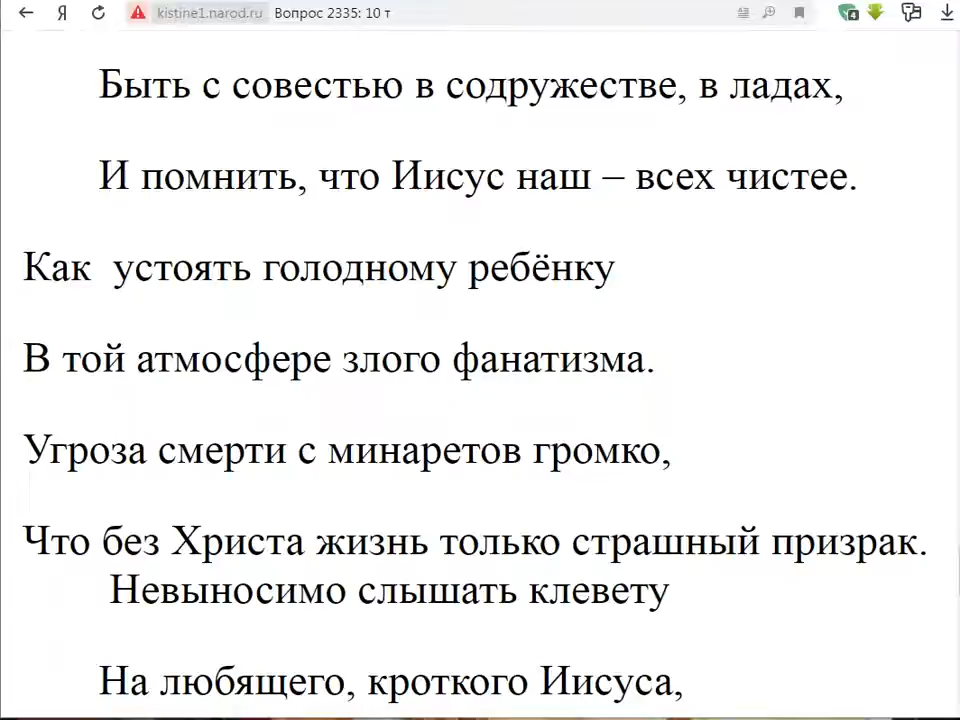 kistine1.narod.ru Вопрос 2335: 10 т
Быть с совестью в содружестве, в ладах,
И помнить, что Иисус наш – всех чистее.
Как устоять голодному ребёнку
В той атмосфере злого фанатизма.
Угроза смерти с минаретов громко,
Что без Христа жизнь только страшный призрак.
Невыносимо слышать клевету
На любящего, кроткого Иисуса,